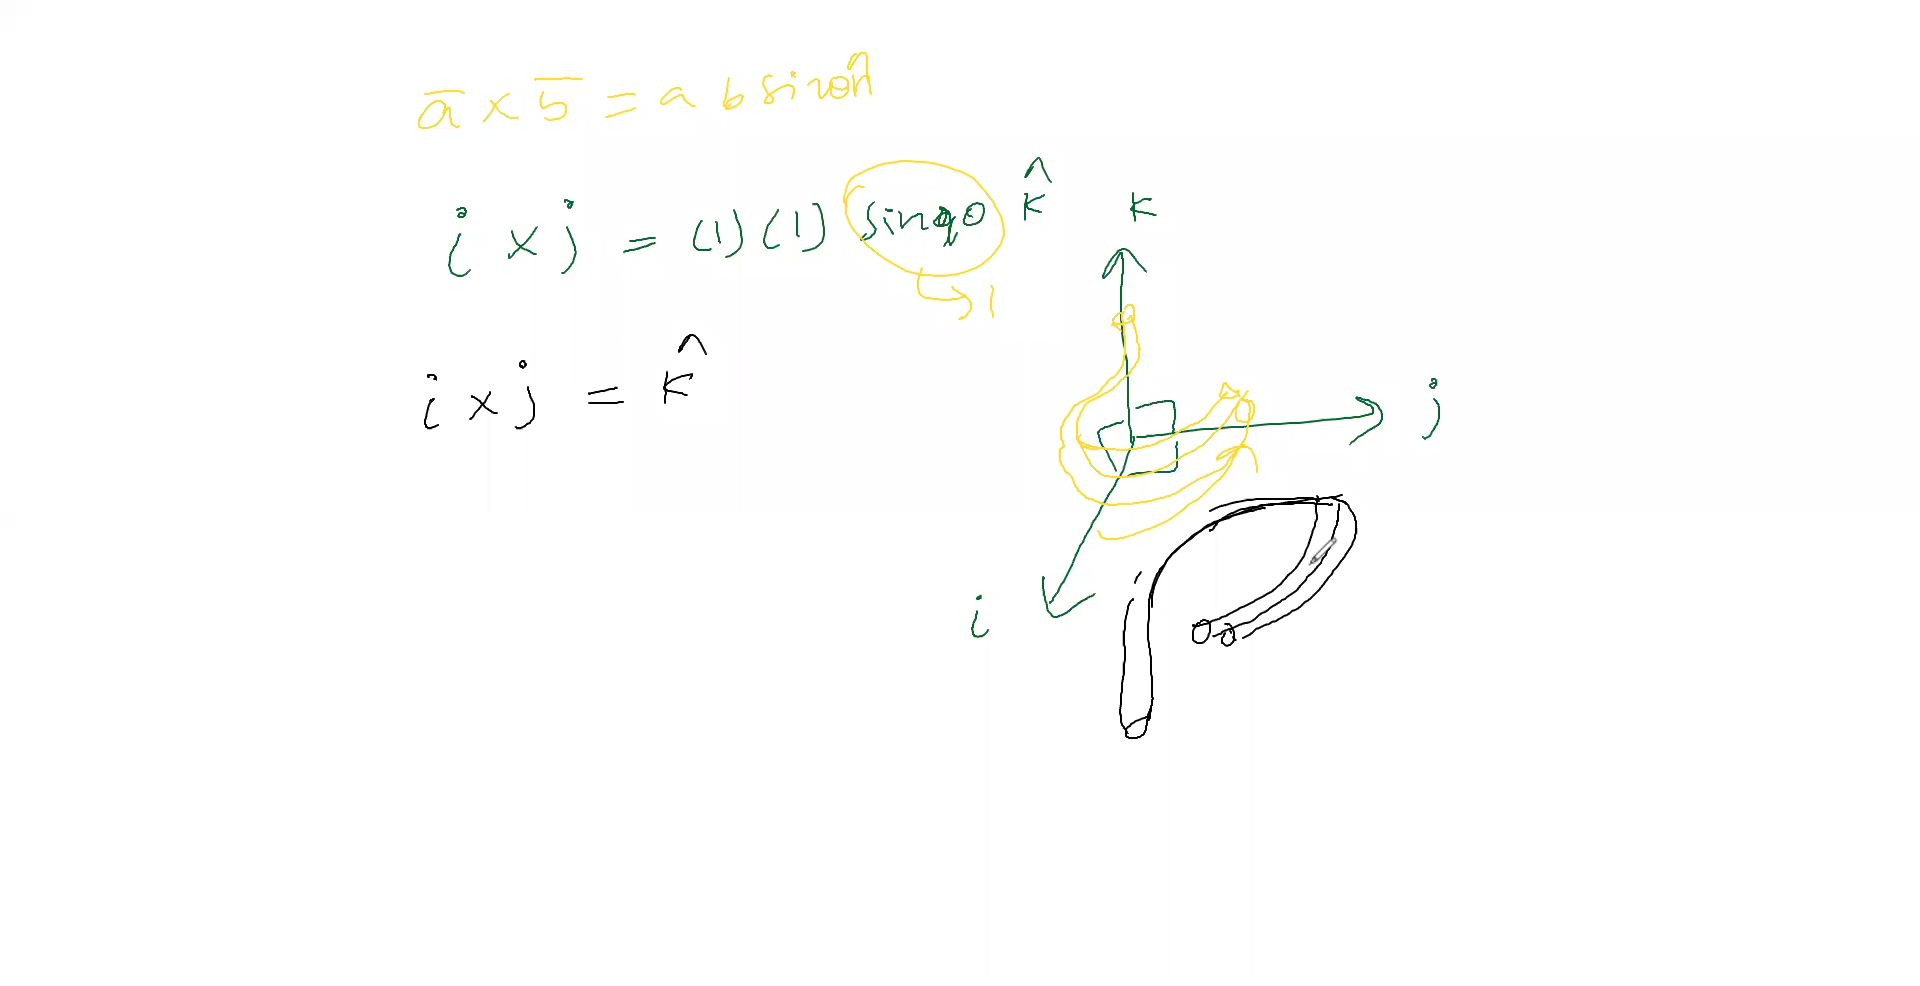 a̅ × b̅ = a b sinθ n̂
i × j = (1) (1) sin90 k̂
→ 1
k
i × j = k̂
j
i